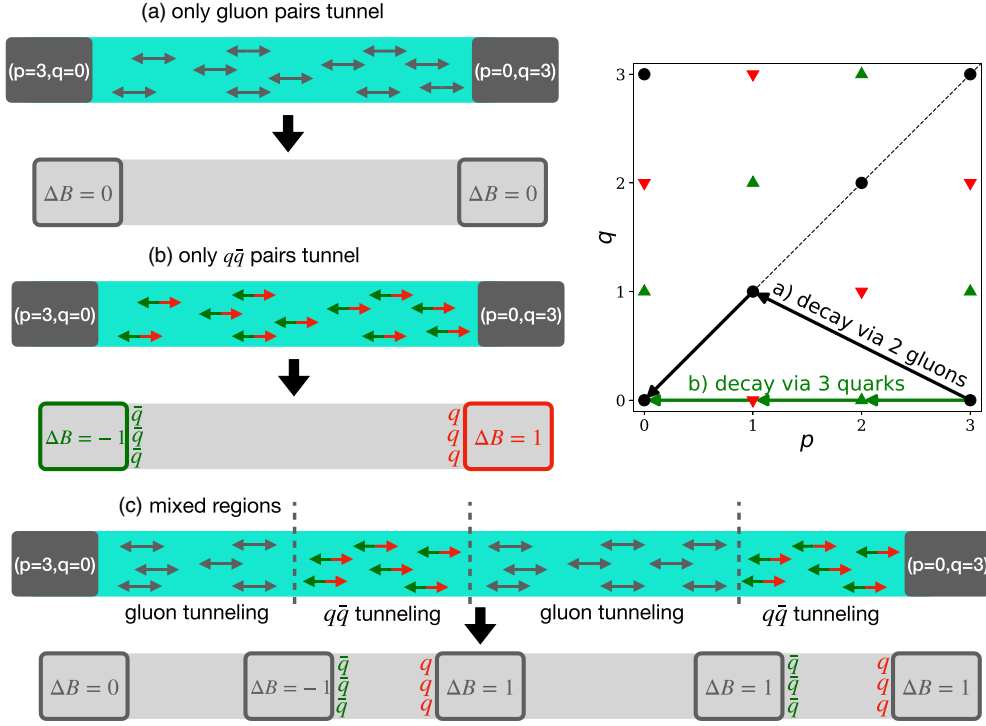 (a) only gluon pairs tunnel
(p=3,q=0)
(p=0,q=3)
ΔB = 0
ΔB = 0
(b) only qq̄ pairs tunnel
(p=3,q=0)
(p=0,q=3)
ΔB = − 1
q̄
q̄
q̄
q
q
q
ΔB = 1
3
2
1
0
q
a) decay via 2 gluons
b) decay via 3 quarks
0
1
2
3
p
(c) mixed regions
(p=3,q=0)
(p=0,q=3)
gluon tunneling
qq̄ tunneling
gluon tunneling
qq̄ tunneling
ΔB = 0
ΔB = − 1
q̄
q̄
q̄
q
q
q
ΔB = 1
ΔB = 1
q̄
q̄
q̄
q
q
q
ΔB = 1